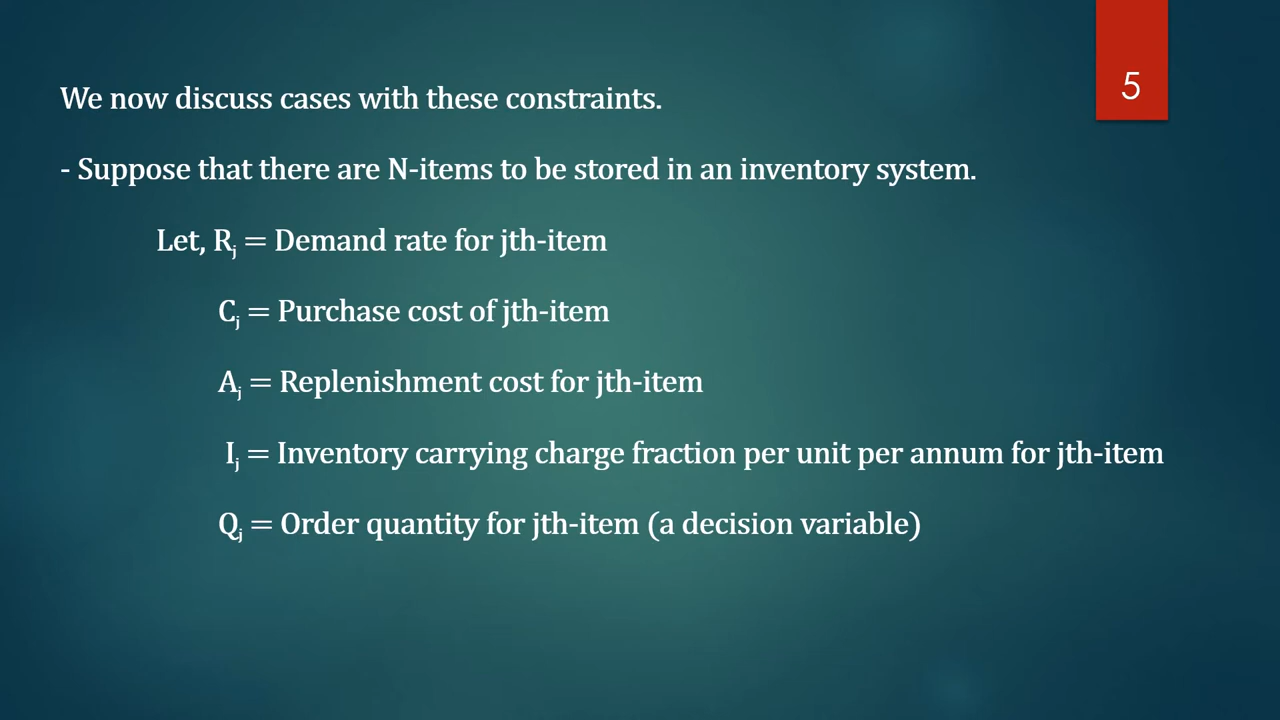 5
We now discuss cases with these constraints.
- Suppose that there are N-items to be stored in an inventory system.
Let, Rj = Demand rate for jth-item
Cj = Purchase cost of jth-item
Aj = Replenishment cost for jth-item
Ij = Inventory carrying charge fraction per unit per annum for jth-item
Qj = Order quantity for jth-item (a decision variable)